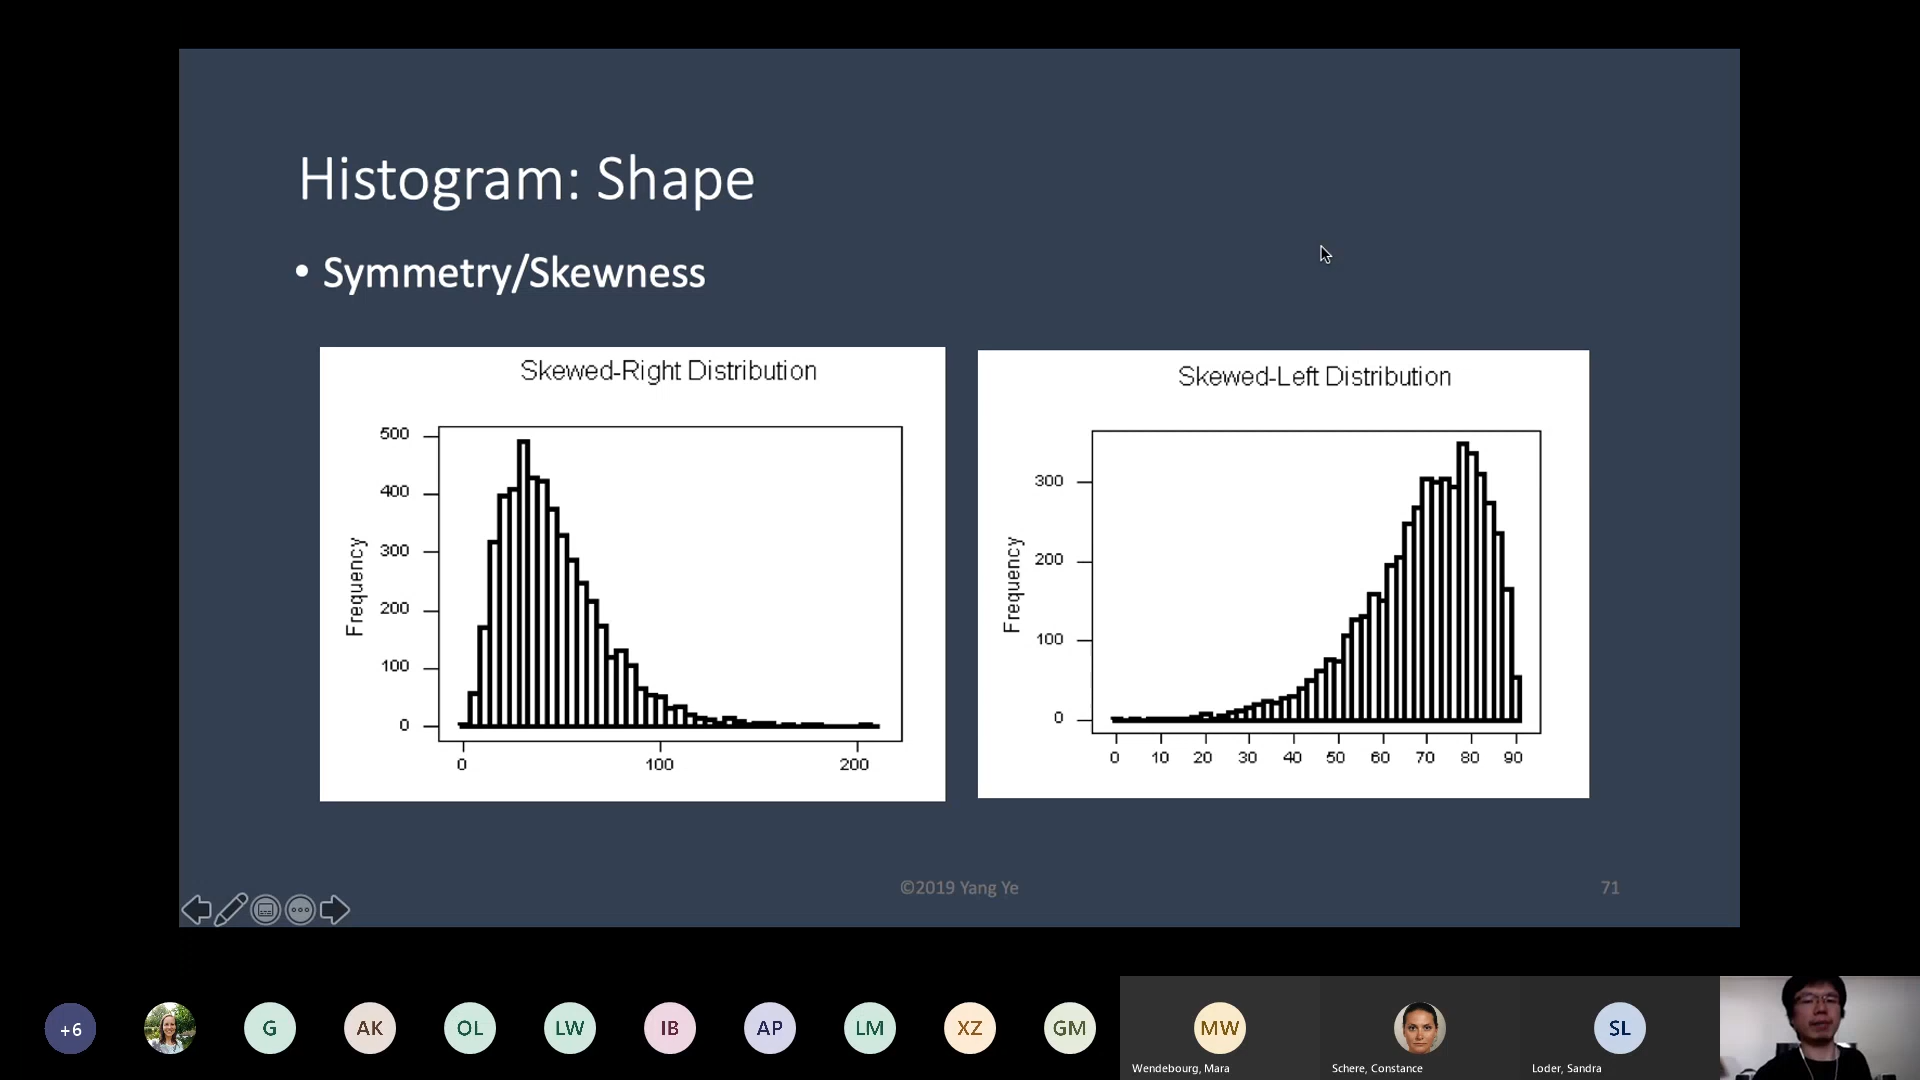 Histogram: Shape
• Symmetry/Skewness
Skewed-Right Distribution
500
400
300
200
100
0
Frequency
0 100 200
Skewed-Left Distribution
300
200
100
0
Frequency
0 10 20 30 40 50 60 70 80 90
©2019 Yang Ye
71
+6
G
AK
OL
LW
IB
AP
LM
XZ
GM
MW
SL
Wendebourg, Mara
Schere, Constance
Loder, Sandra